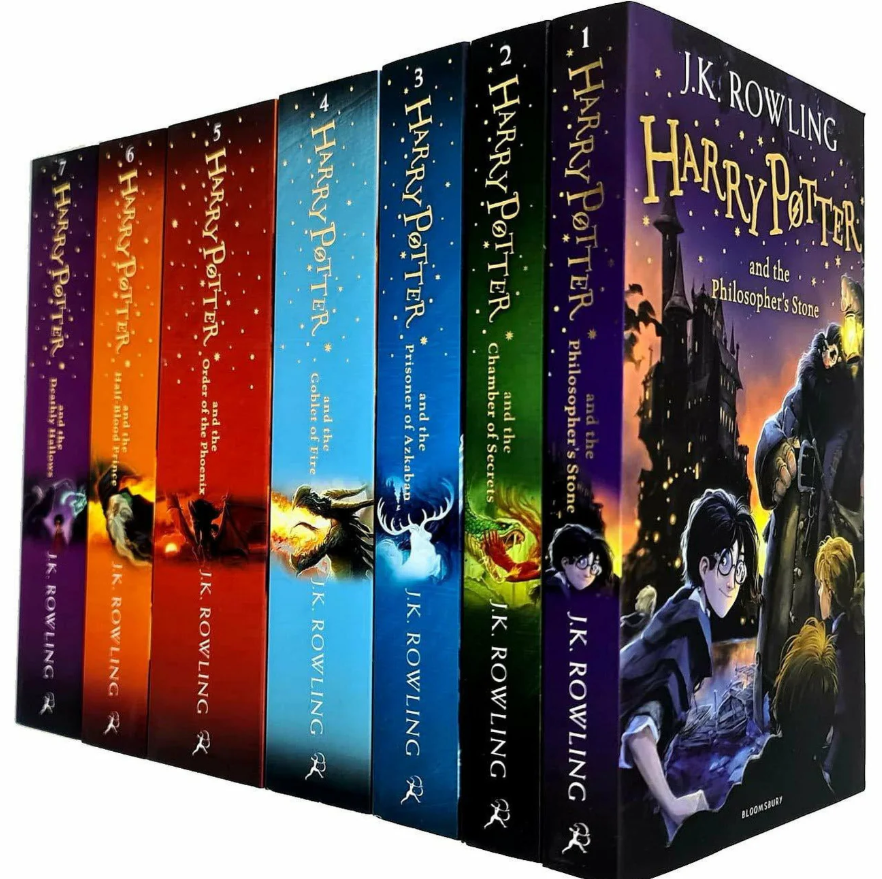 7
HARRY POTTER
and the
Deathly Hallows
J.K. ROWLING
6
HARRY POTTER
and the
Half-Blood Prince
J.K. ROWLING
5
HARRY POTTER
and the
Order of the Phoenix
J.K. ROWLING
4
HARRY POTTER
and the
Goblet of Fire
J.K. ROWLING
3
HARRY POTTER
and the
Prisoner of Azkaban
J.K. ROWLING
2
HARRY POTTER
and the
Chamber of Secrets
J.K. ROWLING
1
HARRY POTTER
and the
Philosopher's Stone
J.K. ROWLING
J.K. ROWLING
HARRY POTTER
and the
Philosopher's Stone
BLOOMSBURY